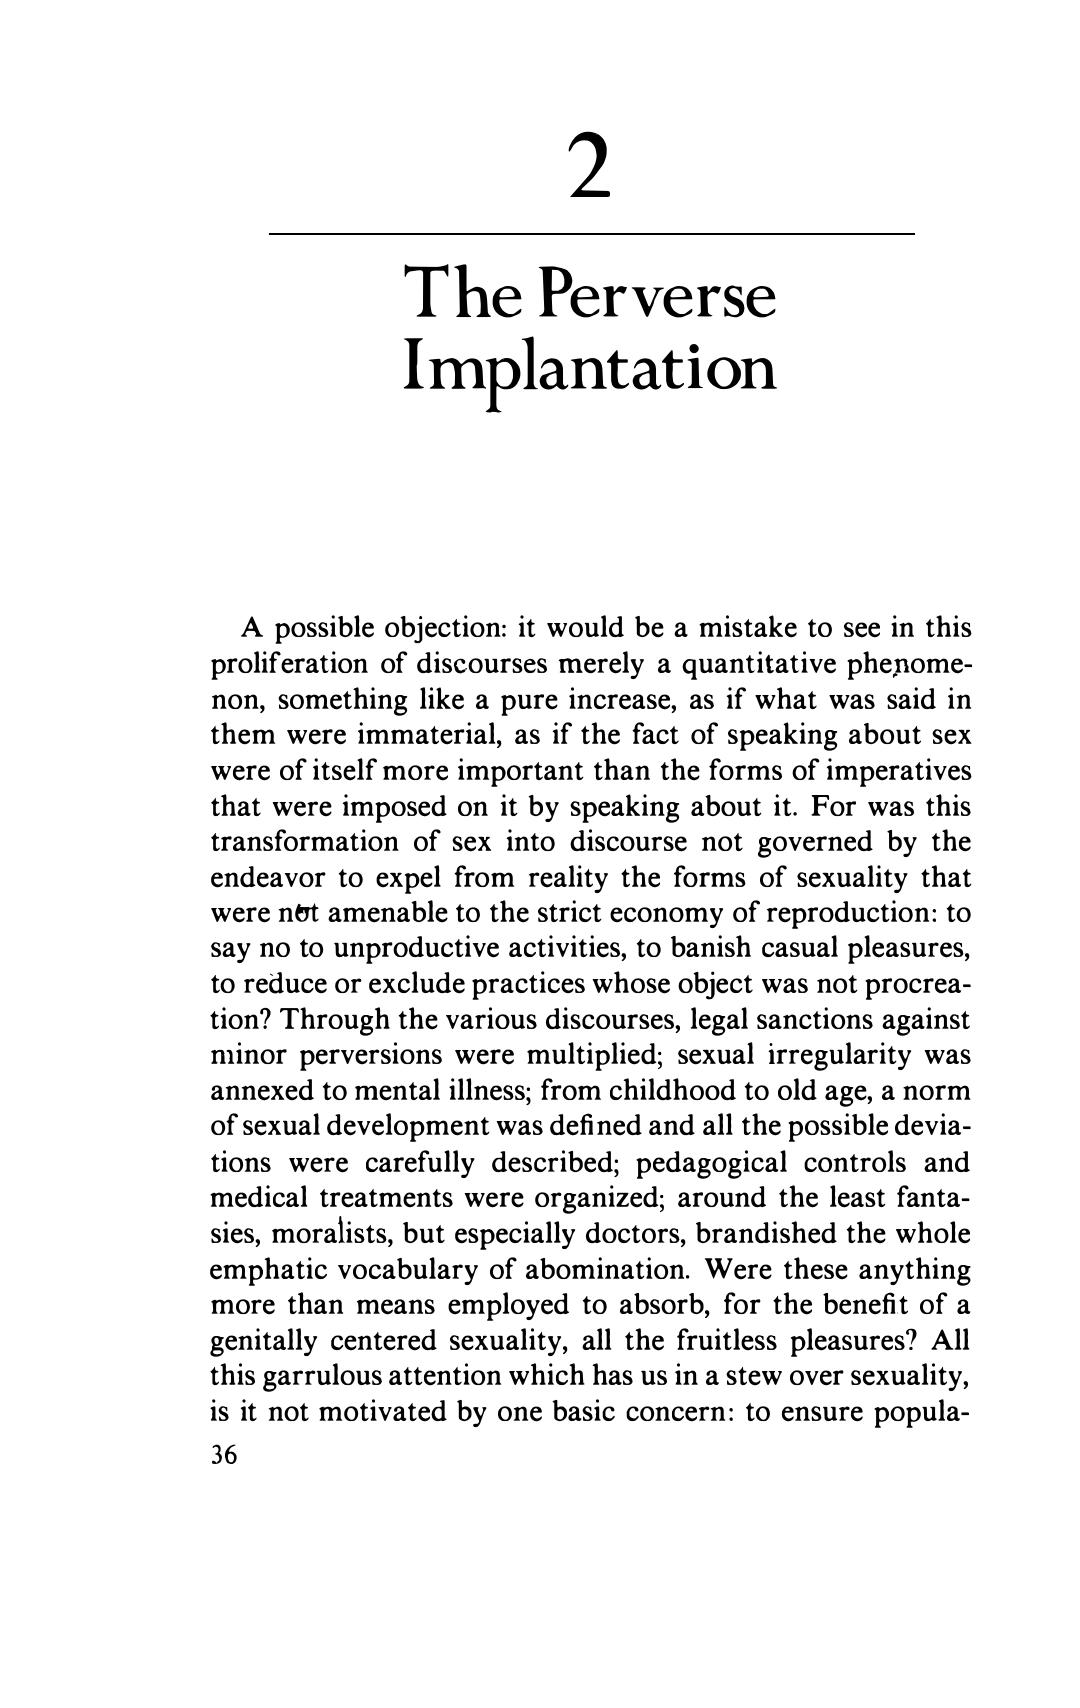 2
The Perverse
Implantation
A possible objection: it would be a mistake to see in this
proliferation of discourses merely a quantitative phenome-
non, something like a pure increase, as if what was said in
them were immaterial, as if the fact of speaking about sex
were of itself more important than the forms of imperatives
that were imposed on it by speaking about it. For was this
transformation of sex into discourse not governed by the
endeavor to expel from reality the forms of sexuality that
were not amenable to the strict economy of reproduction: to
say no to unproductive activities, to banish casual pleasures,
to reduce or exclude practices whose object was not procrea-
tion? Through the various discourses, legal sanctions against
minor perversions were multiplied; sexual irregularity was
annexed to mental illness; from childhood to old age, a norm
of sexual development was defined and all the possible devia-
tions were carefully described; pedagogical controls and
medical treatments were organized; around the least fanta-
sies, moralists, but especially doctors, brandished the whole
emphatic vocabulary of abomination. Were these anything
more than means employed to absorb, for the benefit of a
genitally centered sexuality, all the fruitless pleasures? All
this garrulous attention which has us in a stew over sexuality,
is it not motivated by one basic concern: to ensure popula-
36